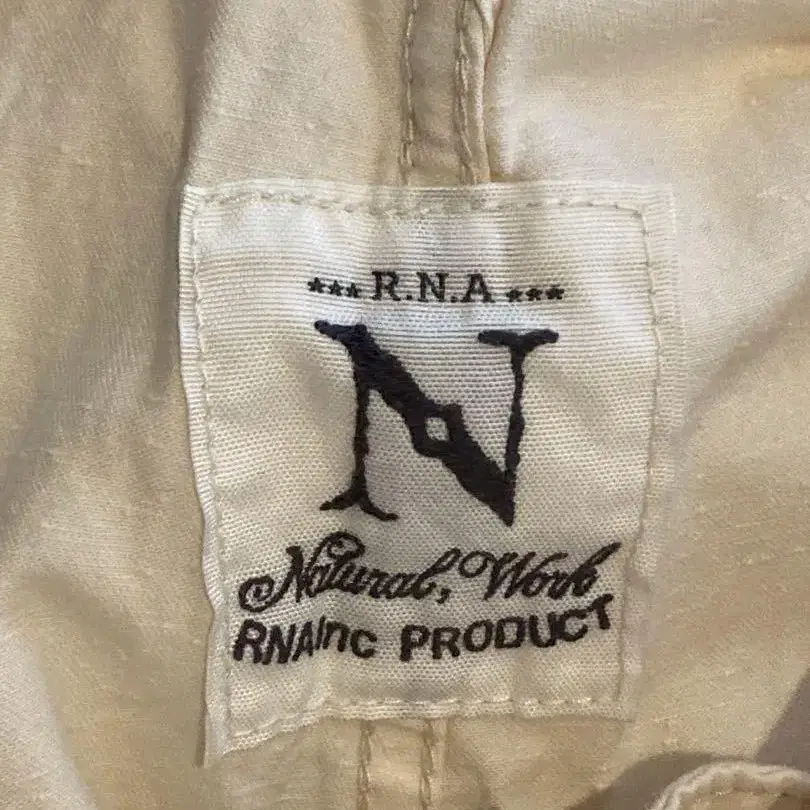 *** R.N.A ***
N
Natural, Work
RNAInc PRODUCT